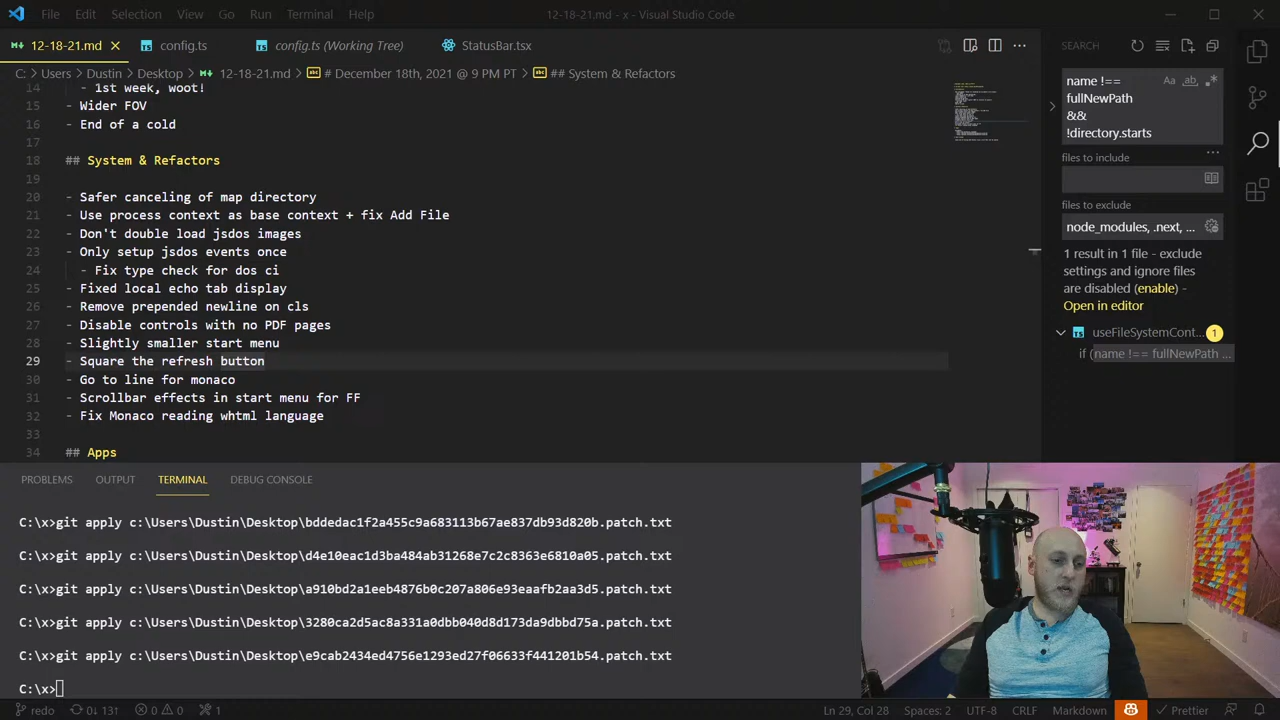 File Edit Selection View Go Run Terminal Help
12-18-21.md - x - Visual Studio Code
12-18-21.md
config.ts
config.ts (Working Tree)
StatusBar.tsx
C: > Users > Dustin > Desktop > 12-18-21.md > # December 18th, 2021 @ 9 PM PT > ## System & Refactors
14 - 1st week, woot!
15 - Wider FOV
16 - End of a cold
17
18 ## System & Refactors
19
20 - Safer canceling of map directory
21 - Use process context as base context + fix Add File
22 - Don't double load jsdos images
23 - Only setup jsdos events once
24 - Fix type check for dos ci
25 - Fixed local echo tab display
26 - Remove prepended newline on cls
27 - Disable controls with no PDF pages
28 - Slightly smaller start menu
29 - Square the refresh button
30 - Go to line for monaco
31 - Scrollbar effects in start menu for FF
32 - Fix Monaco reading whtml language
33
34 ## Apps
SEARCH
name !==
fullNewPath
&&
!directory.starts
Aa ab .*
files to include
files to exclude
node_modules, .next, ...
1 result in 1 file - exclude
settings and ignore files
are disabled (enable) -
Open in editor
useFileSystemCont... 1
if (name !== fullNewPath ...
PROBLEMS OUTPUT TERMINAL DEBUG CONSOLE
C:\x>git apply c:\Users\Dustin\Desktop\bddedac1f2a455c9a683113b67ae837db93d820b.patch.txt
C:\x>git apply c:\Users\Dustin\Desktop\d4e10eac1d3ba484ab31268e7c2c8363e6810a05.patch.txt
C:\x>git apply c:\Users\Dustin\Desktop\a910bd2a1eeb4876b0c207a806e93eaafb2aa3d5.patch.txt
C:\x>git apply c:\Users\Dustin\Desktop\3280ca2d5ac8a331a0dbb040d8d173da9dbbd75a.patch.txt
C:\x>git apply c:\Users\Dustin\Desktop\e9cab2434ed4756e1293ed27f06633f441201b54.patch.txt
C:\x>
redo 0↓ 131↑ 0 0 1
Ln 29, Col 28 Spaces: 2 UTF-8 CRLF Markdown Prettier